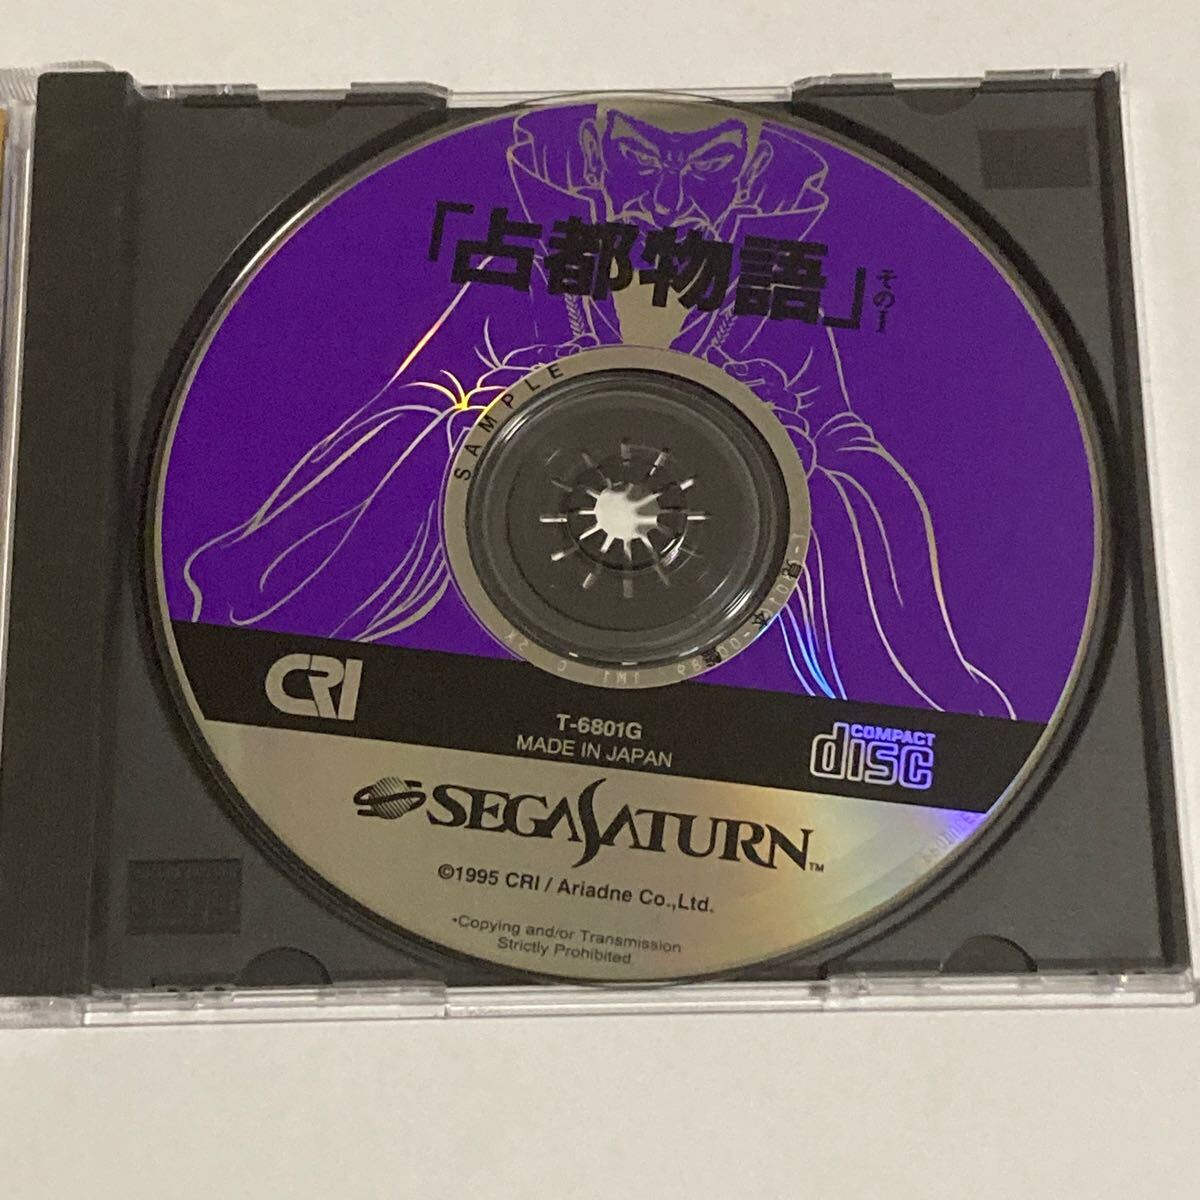 「占都物語」その1
SAMPLE
CRI
T-6801G
MADE IN JAPAN
COMPACT
disc
SEGA SATURN™
©1995 CRI / Ariadne Co.,Ltd.
•Copying and/or Transmission
Strictly Prohibited